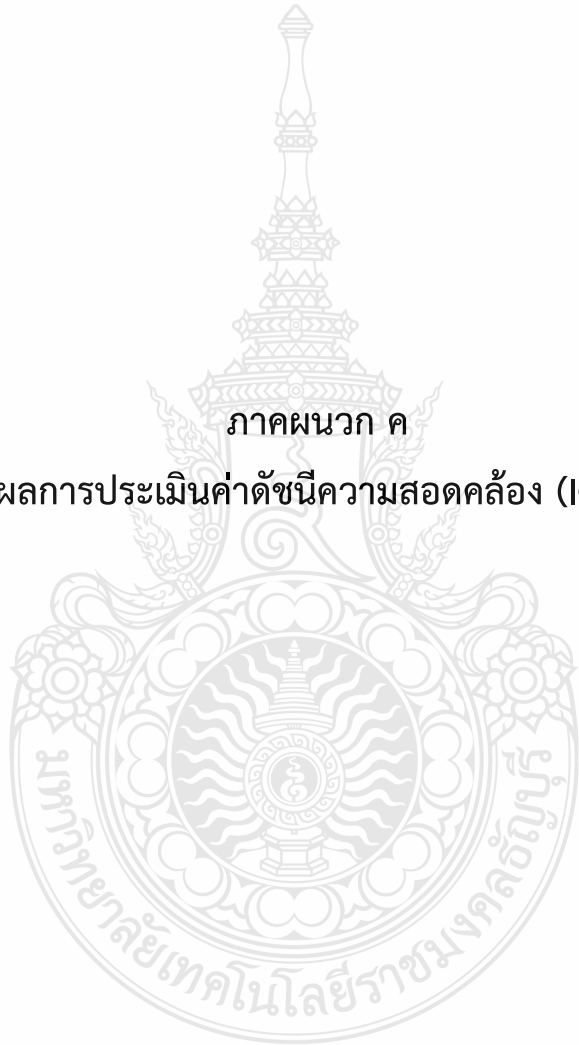 ภาคผนวก ค
ผลการประเมินค่าดัชนีความสอดคล้อง (I
มหาวิทยาลัยเทคโนโลยีราชมงคลธัญบุรี